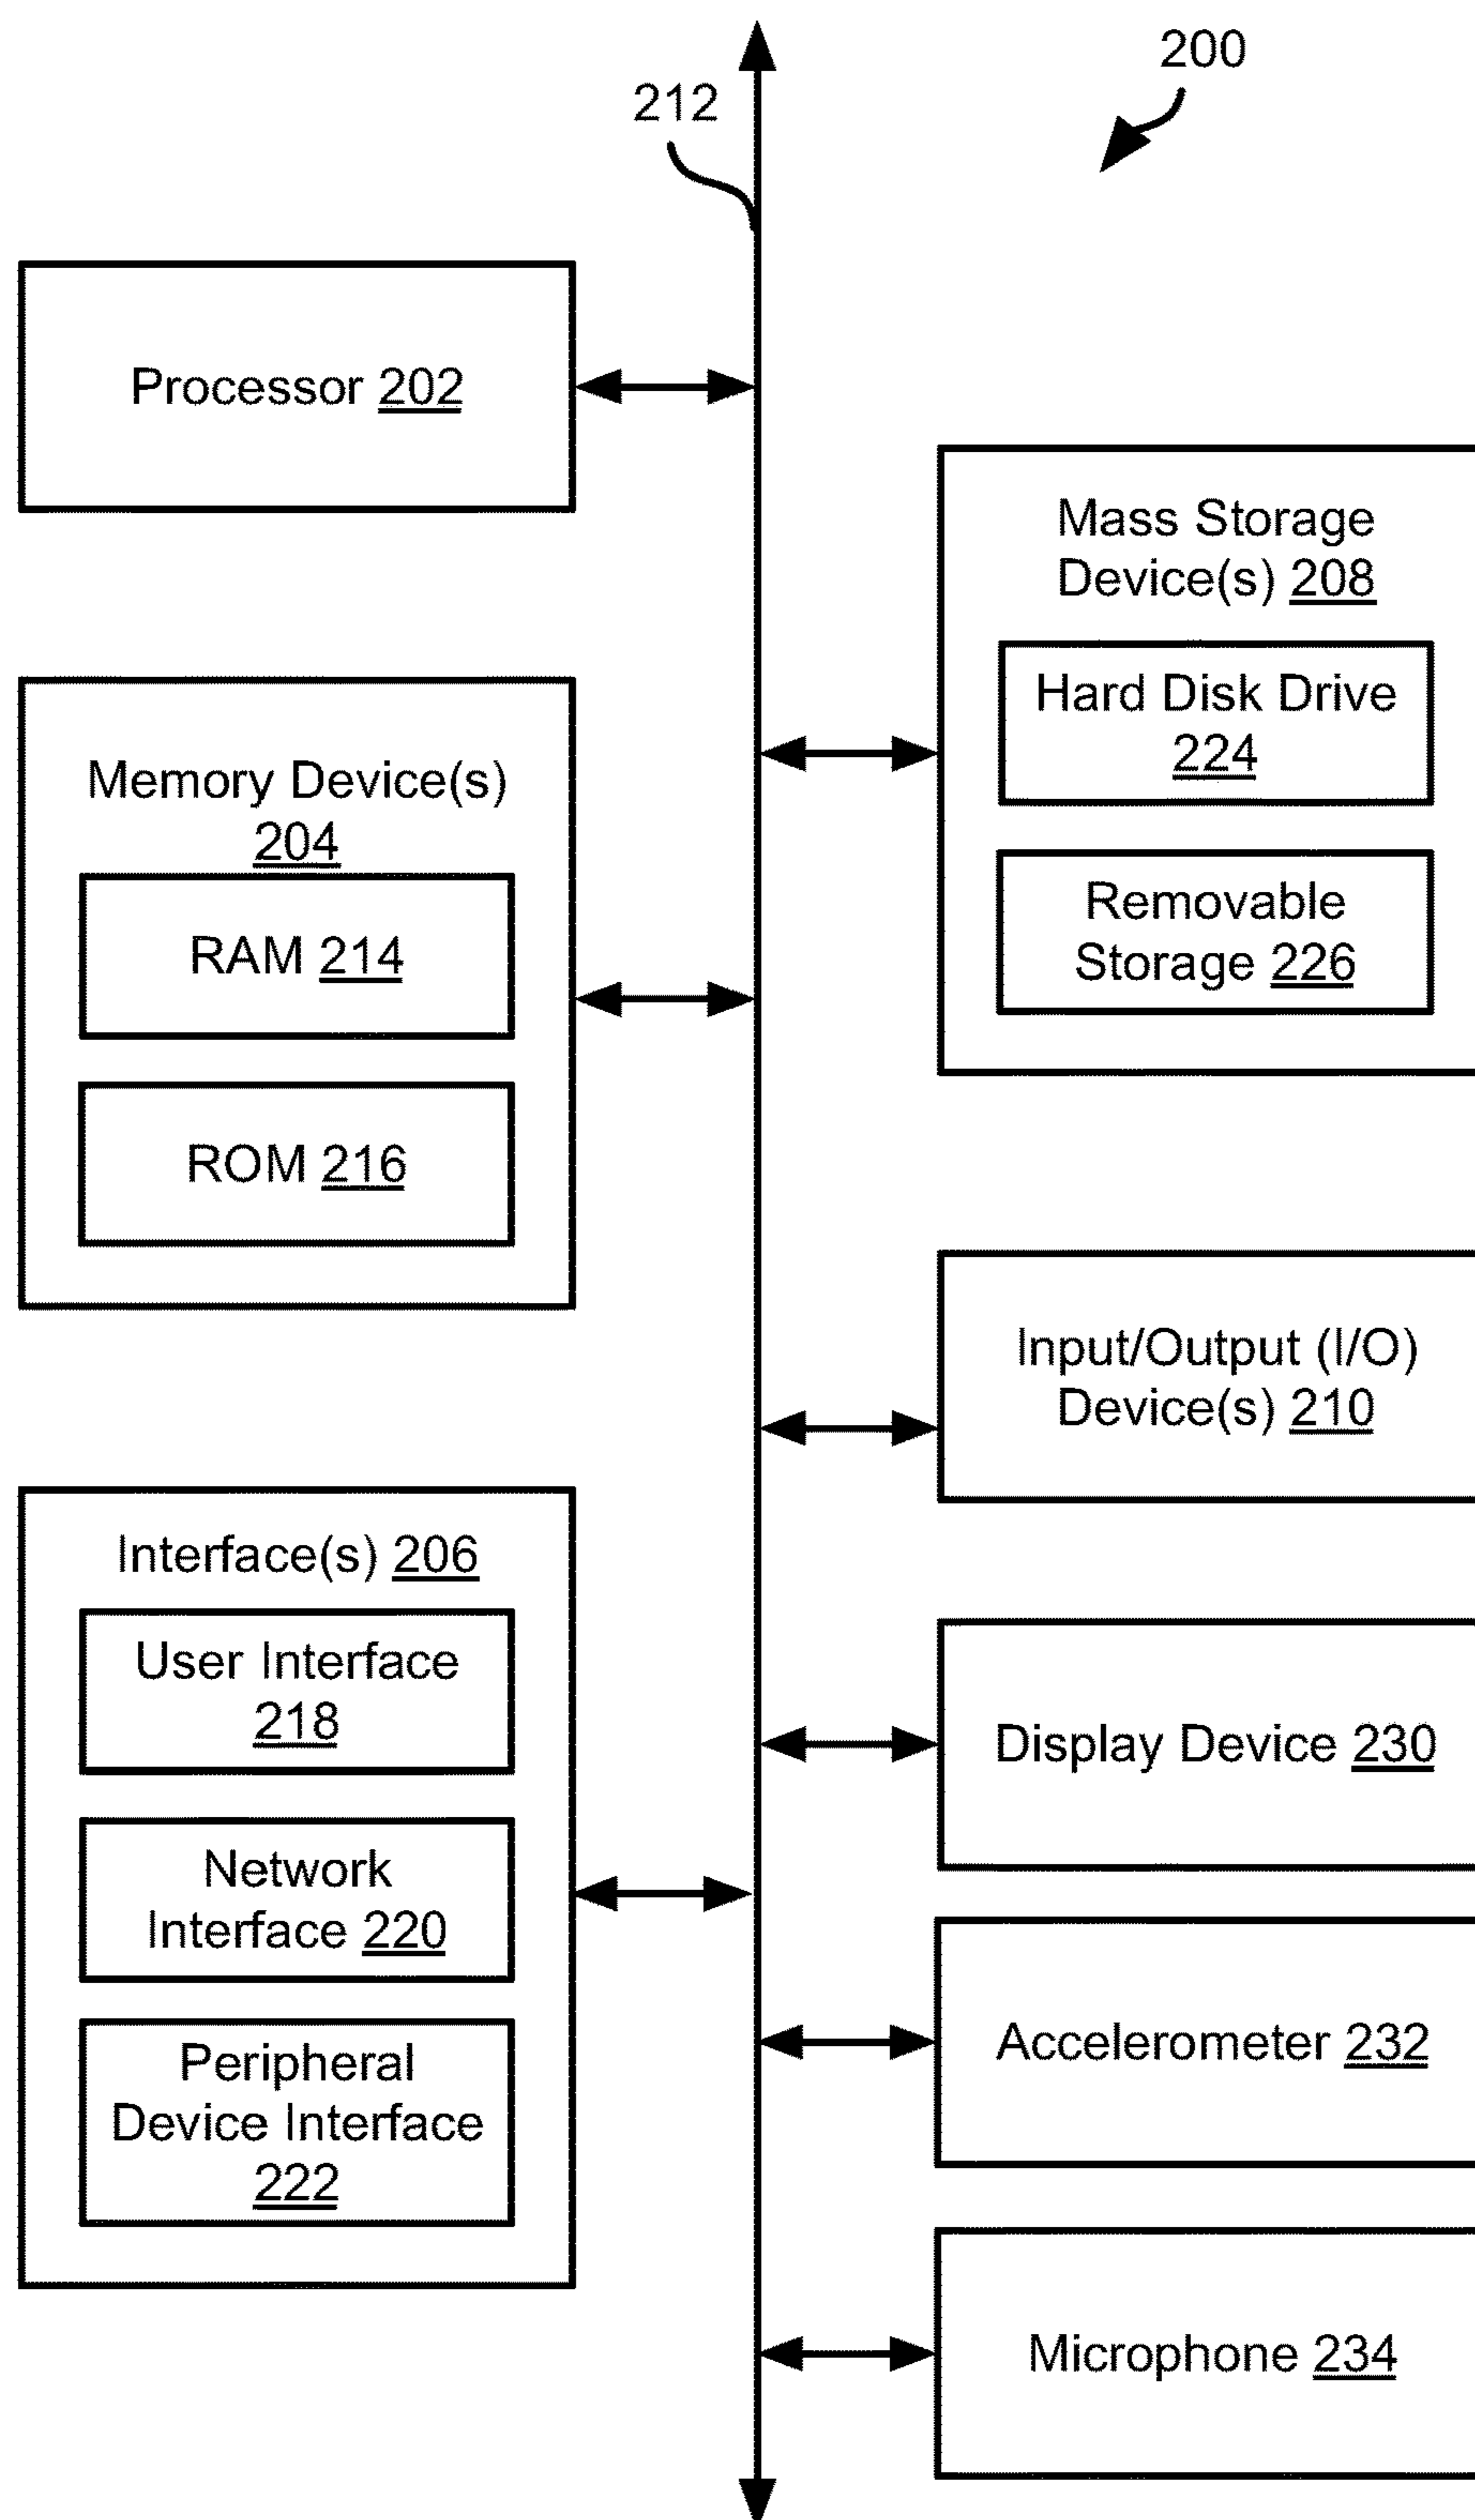 200
212
Processor 202
Mass Storage
Device(s) 208
Hard Disk Drive
224
Removable
Storage 226
Memory Device(s)
204
RAM 214
ROM 216
Input/Output (I/O)
Device(s) 210
Interface(s) 206
User Interface
218
Network
Interface 220
Peripheral
Device Interface
222
Display Device 230
Accelerometer 232
Microphone 234